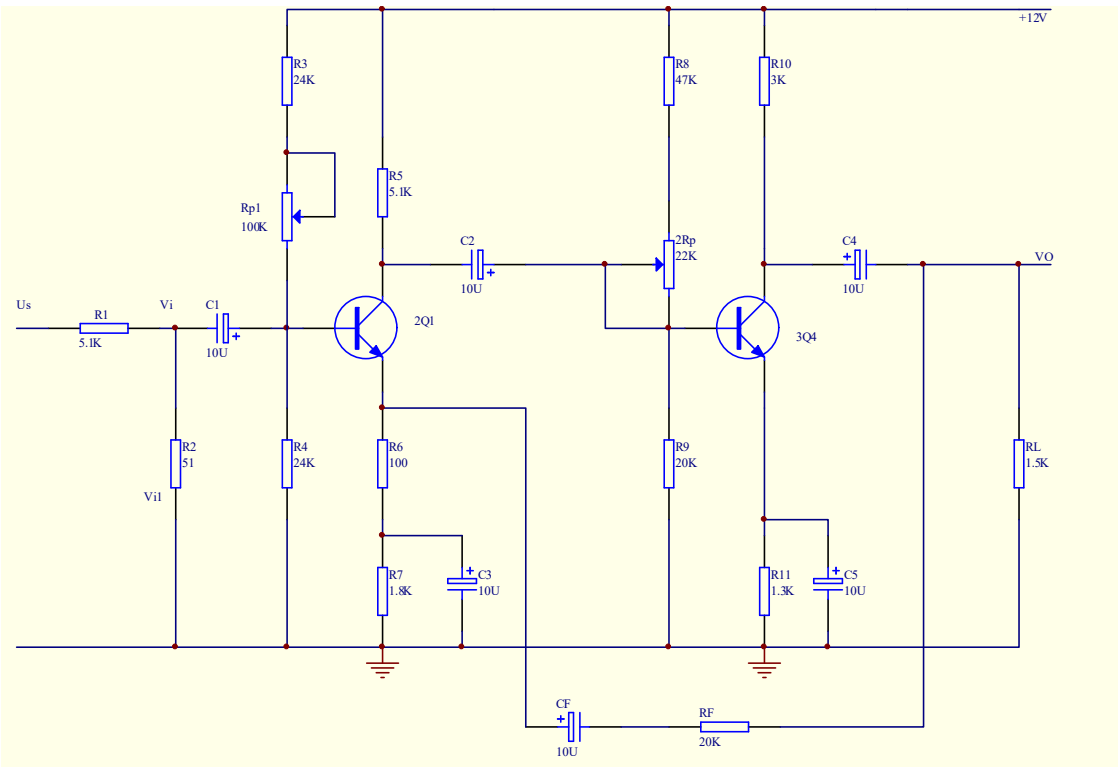 +12V
R3
24K
R8
47K
R10
3K
R5
5.1K
Rp1
100K
C2
10U
2Rp
22K
C4
10U
VO
Us
R1
5.1K
Vi
C1
10U
2Q1
3Q4
R2
51
Vi1
R4
24K
R6
100
R9
20K
RL
1.5K
R7
1.8K
C3
10U
R11
1.3K
C5
10U
CF
10U
RF
20K